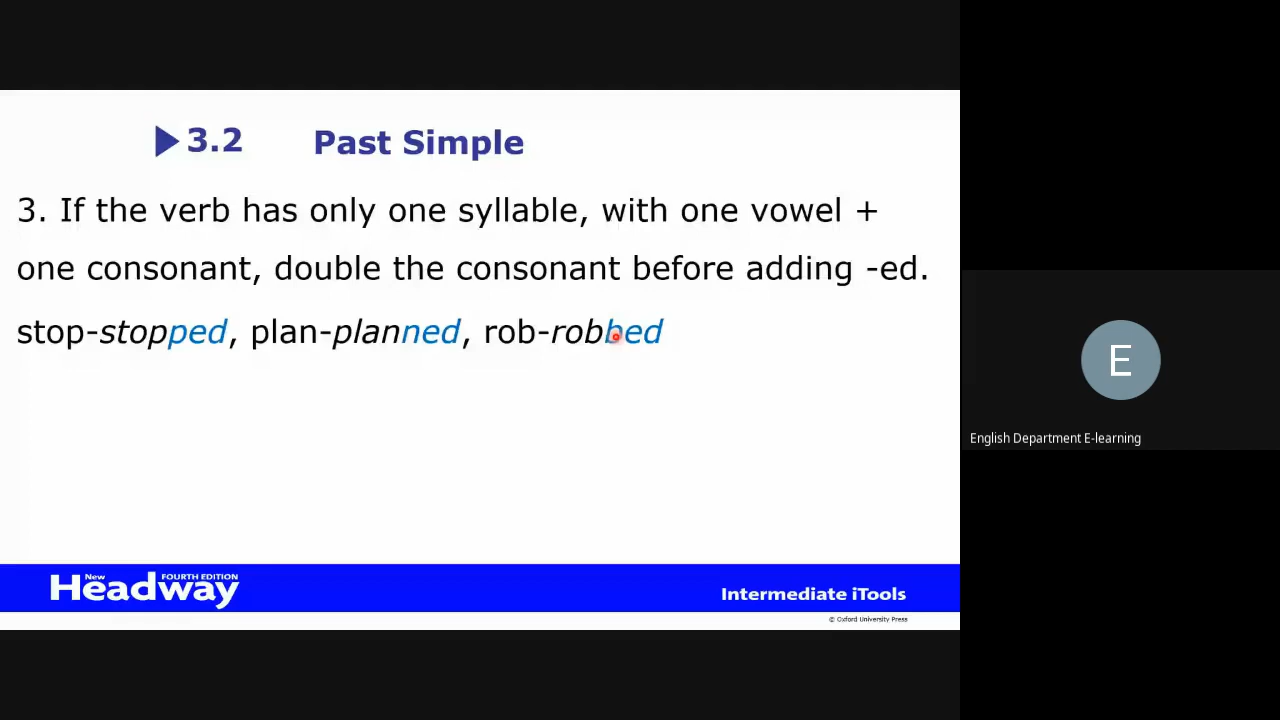 3.2 Past Simple
3. If the verb has only one syllable, with one vowel +
one consonant, double the consonant before adding -ed.
stop-stopped, plan-planned, rob-robbed
E
English Department E-learning
New Headway FOURTH EDITION
Intermediate iTools
© Oxford University Press